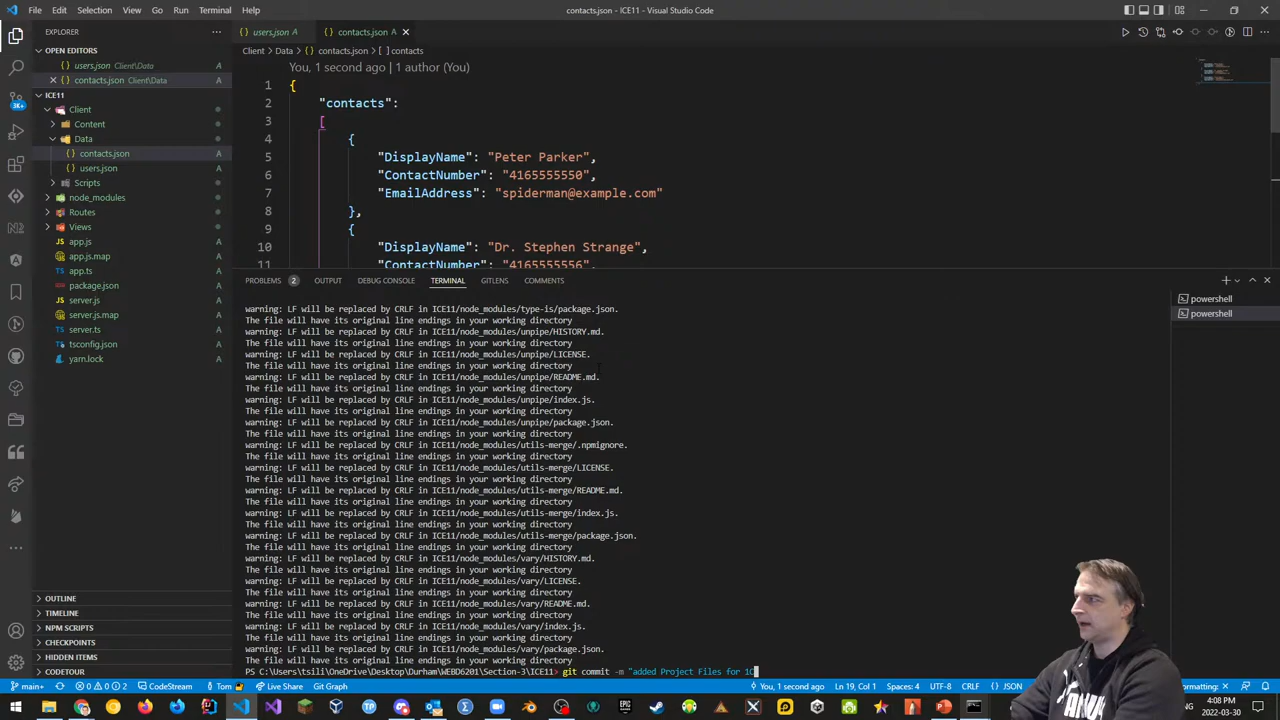 File Edit Selection View Go Run Terminal Help
contacts.json - ICE11 - Visual Studio Code
EXPLORER
users.json A
contacts.json A
OPEN EDITORS
users.json Client\Data A
contacts.json Client\Data A
ICE11
Client
Content
Data
contacts.json A
users.json A
Scripts
node_modules
Routes
Views
app.js A
app.js.map A
app.ts A
package.json A
server.js A
server.js.map A
server.ts A
tsconfig.json A
yarn.lock A
OUTLINE
TIMELINE
NPM SCRIPTS
CHECKPOINTS
HIDDEN ITEMS
CODETOUR
3K+
Client > Data > contacts.json > [ ] contacts
You, 1 second ago | 1 author (You)
1 {
2 "contacts":
3 [
4 {
5 "DisplayName": "Peter Parker",
6 "ContactNumber": "4165555550",
7 "EmailAddress": "spiderman@example.com"
8 },
9 {
10 "DisplayName": "Dr. Stephen Strange",
11 "ContactNumber": "4165555556",
PROBLEMS 2 OUTPUT DEBUG CONSOLE TERMINAL GITLENS COMMENTS
powershell
powershell
warning: LF will be replaced by CRLF in ICE11/node_modules/type-is/package.json.
The file will have its original line endings in your working directory
warning: LF will be replaced by CRLF in ICE11/node_modules/unpipe/HISTORY.md.
The file will have its original line endings in your working directory
warning: LF will be replaced by CRLF in ICE11/node_modules/unpipe/LICENSE.
The file will have its original line endings in your working directory
warning: LF will be replaced by CRLF in ICE11/node_modules/unpipe/README.md.
The file will have its original line endings in your working directory
warning: LF will be replaced by CRLF in ICE11/node_modules/unpipe/index.js.
The file will have its original line endings in your working directory
warning: LF will be replaced by CRLF in ICE11/node_modules/unpipe/package.json.
The file will have its original line endings in your working directory
warning: LF will be replaced by CRLF in ICE11/node_modules/utils-merge/.npmignore.
The file will have its original line endings in your working directory
warning: LF will be replaced by CRLF in ICE11/node_modules/utils-merge/LICENSE.
The file will have its original line endings in your working directory
warning: LF will be replaced by CRLF in ICE11/node_modules/utils-merge/README.md.
The file will have its original line endings in your working directory
warning: LF will be replaced by CRLF in ICE11/node_modules/utils-merge/index.js.
The file will have its original line endings in your working directory
warning: LF will be replaced by CRLF in ICE11/node_modules/utils-merge/package.json.
The file will have its original line endings in your working directory
warning: LF will be replaced by CRLF in ICE11/node_modules/vary/HISTORY.md.
The file will have its original line endings in your working directory
warning: LF will be replaced by CRLF in ICE11/node_modules/vary/LICENSE.
The file will have its original line endings in your working directory
warning: LF will be replaced by CRLF in ICE11/node_modules/vary/README.md.
The file will have its original line endings in your working directory
warning: LF will be replaced by CRLF in ICE11/node_modules/vary/index.js.
The file will have its original line endings in your working directory
warning: LF will be replaced by CRLF in ICE11/node_modules/vary/package.json.
The file will have its original line endings in your working directory
PS C:\Users\tsili\OneDrive\Desktop\Durham\WEBD6201\Section-3\ICE11> git commit -m "added Project Files for 1C
main+ 0 0 2 CodeStream Tom Live Share Git Graph You, 1 second ago Ln 19, Col 1 Spaces: 4 UTF-8 CRLF JSON Formatting:
4:08 PM
2022-03-30